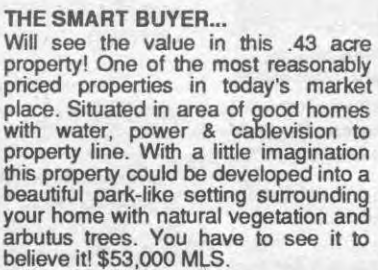 THE SMART BUYER...
Will see the value in this .43 acre
property! One of the most reasonably
priced properties in today's market
place. Situated in area of good homes
with water, power & cablevision to
property line. With a little imagination
this property could be developed into a
beautiful park-like setting surrounding
your home with natural vegetation and
arbutus trees. You have to see it to
believe it! $53,000 MLS.